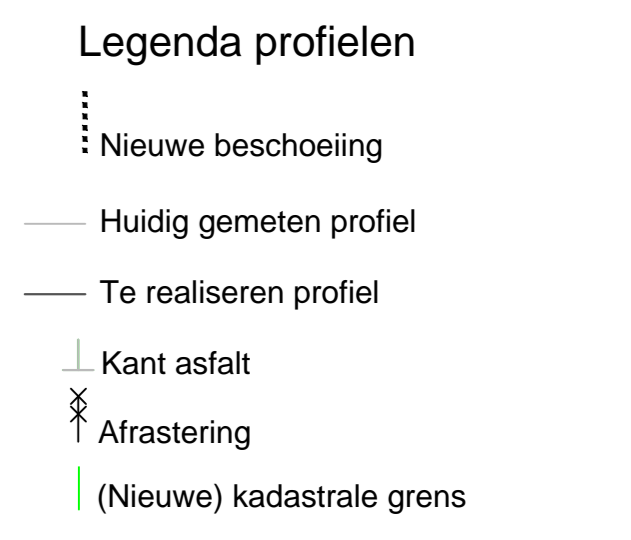 Legenda profielen
Nieuwe beschoeiing
Huidig gemeten profiel
Te realiseren profiel
Kant asfalt
Afrastering
(Nieuwe) kadastrale grens